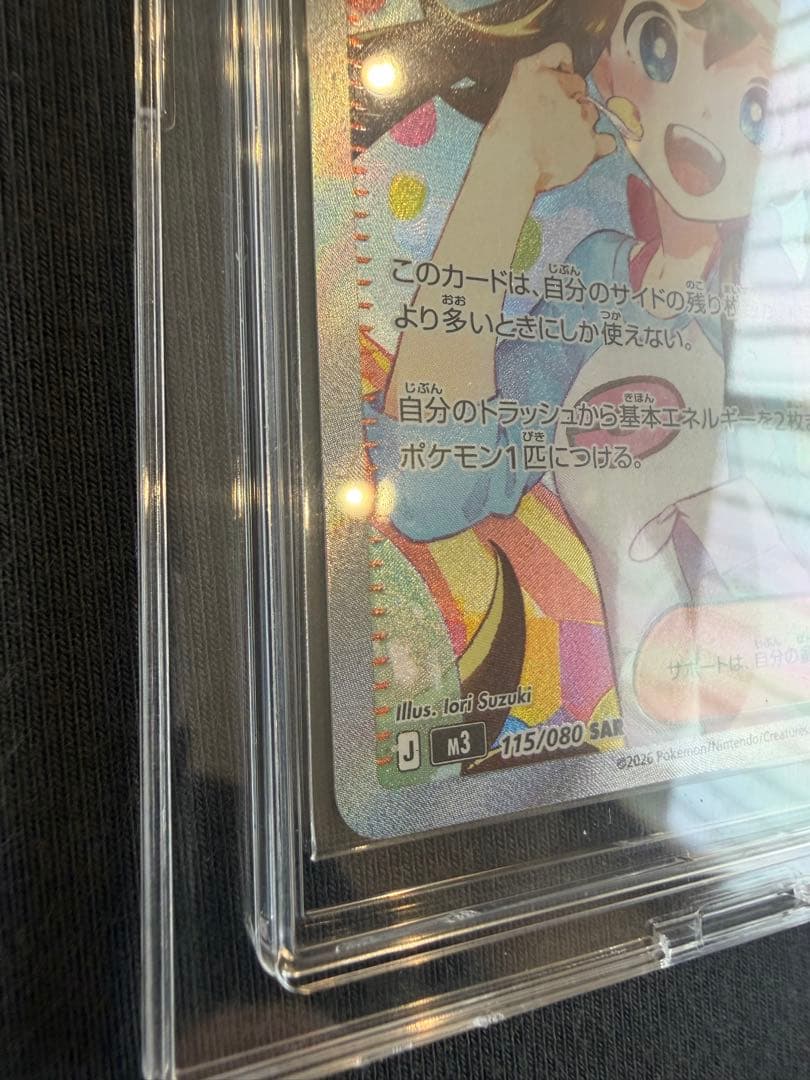 このカードは、自分のサイドの残り枚
より多いときにしか使えない。
自分のトラッシュから基本エネルギーを2枚
ポケモン1匹につける。
サポートは、自分の
Illus. Iori Suzuki
J M3 115/080 SAR
©2026 Pokémon/Nintendo/Creatures